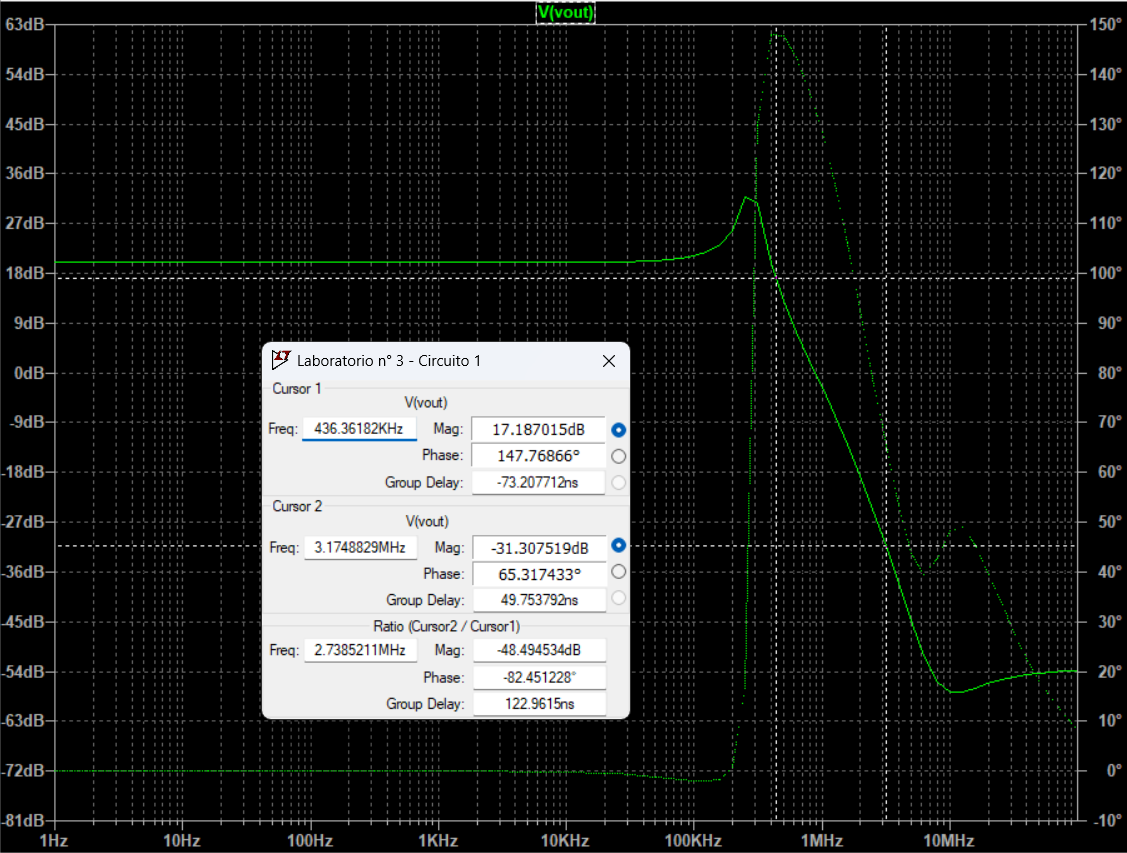 V(vout)
63dB 150°
54dB 140°
45dB 130°
36dB 120°
27dB 110°
18dB 100°
9dB 90°
0dB 80°
-9dB 70°
-18dB 60°
-27dB 50°
-36dB 40°
-45dB 30°
-54dB 20°
-63dB 10°
-72dB 0°
-81dB -10°
1Hz 10Hz 100Hz 1KHz 10KHz 100KHz 1MHz 10MHz
Laboratorio n° 3 - Circuito 1
Cursor 1
V(vout)
Freq: 436.36182KHz Mag: 17.187015dB
Phase: 147.76866°
Group Delay: -73.207712ns
Cursor 2
V(vout)
Freq: 3.1748829MHz Mag: -31.307519dB
Phase: 65.317433°
Group Delay: 49.753792ns
Ratio (Cursor2 / Cursor1)
Freq: 2.7385211MHz Mag: -48.494534dB
Phase: -82.451228°
Group Delay: 122.9615ns